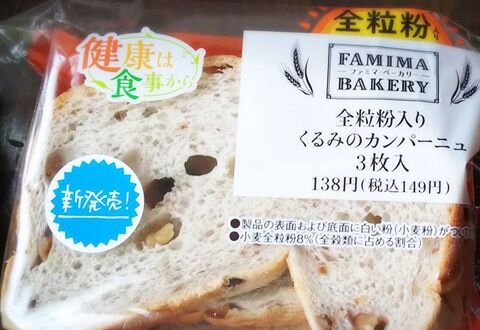 健康は
食事から
全粒粉入り
FAMIMA
ファミマ・ベーカリー
BAKERY
全粒粉入り
くるみのカンパーニュ
3枚入
138円(税込149円)
新発売!
●製品の表面および底面に白い粉(小麦粉)がつい
●小麦全粒粉8%(全穀類に占める割合)